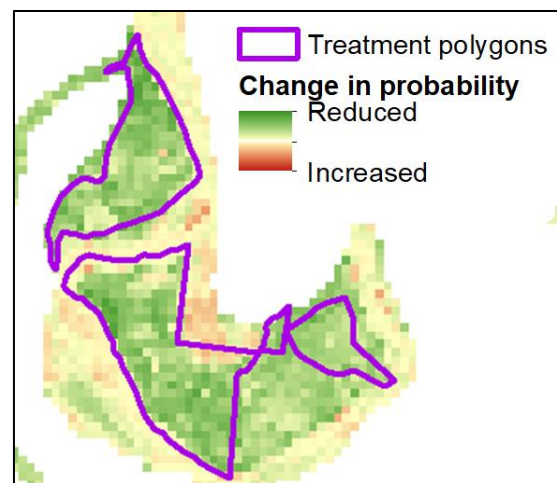 Treatment polygons
Change in probability
Reduced
Increased